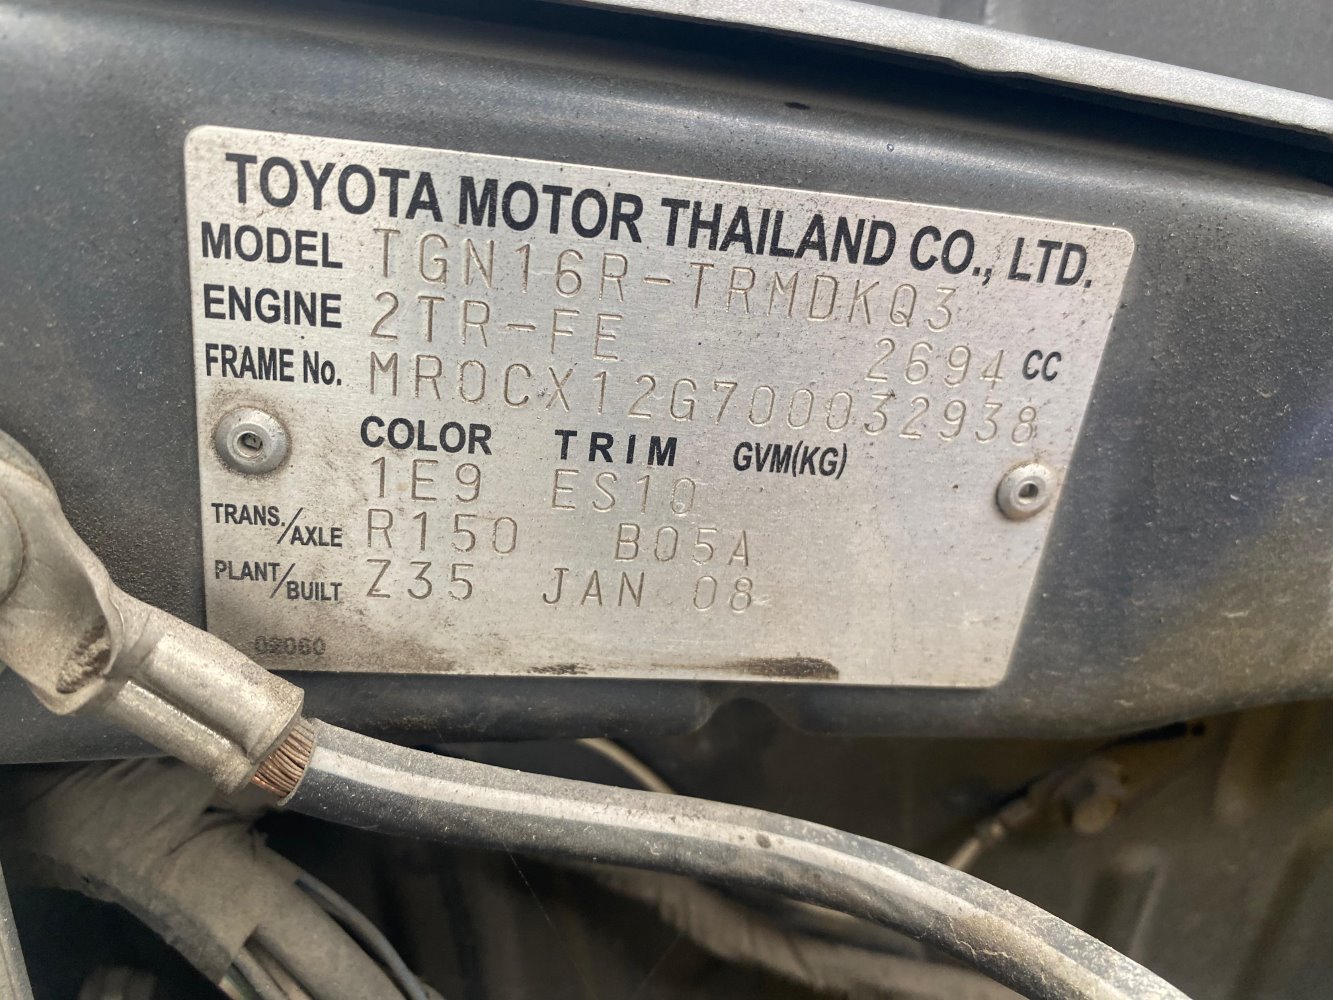 TOYOTA MOTOR THAILAND CO., LTD.
MODEL TGN16R-TRMDKQ3
ENGINE 2TR-FE 2694 CC
FRAME No. MR0CX12G700032938
COLOR TRIM GVM(KG)
1E9 ES10
TRANS./AXLE R150 B05A
PLANT/BUILT Z35 JAN 08
02060